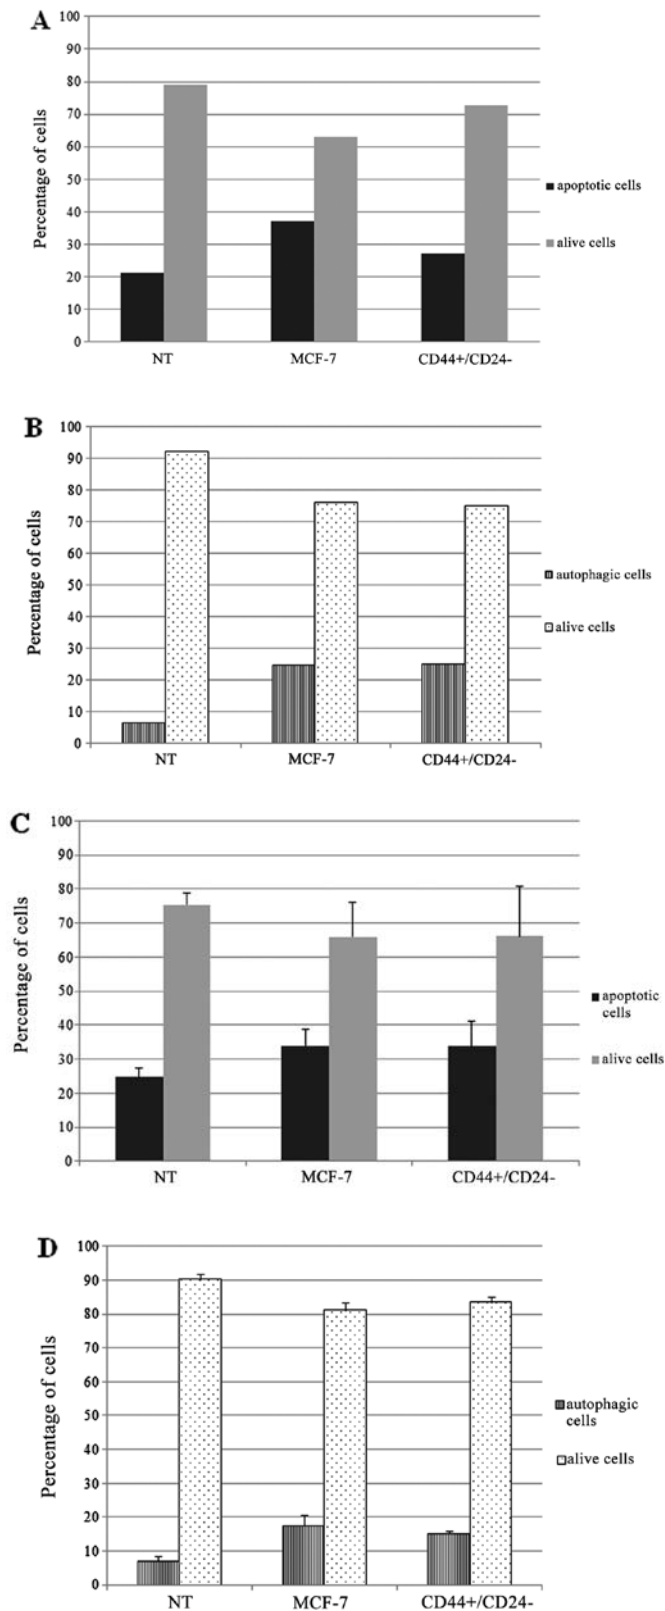 A
100
90
80
70
60
50
40
30
20
10
0
Percentage of cells
NT
MCF-7
CD44+/CD24-
apoptotic cells
alive cells
B
100
90
80
70
60
50
40
30
20
10
0
Percentage of cells
NT
MCF-7
CD44+/CD24-
autophagic cells
alive cells
C
100
90
80
70
60
50
40
30
20
10
0
Percentage of cells
NT
MCF-7
CD44+/CD24-
apoptotic
cells
alive cells
D
100
90
80
70
60
50
40
30
20
10
0
Percentage of cells
NT
MCF-7
CD44+/CD24-
autophagic
cells
alive cells